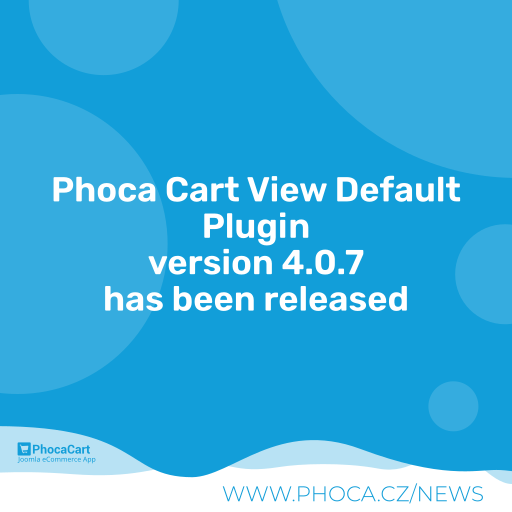 Phoca Cart View Default
Plugin
version 4.0.7
has been released
PhocaCart
Joomla eCommerce App
WWW.PHOCA.CZ/NEWS